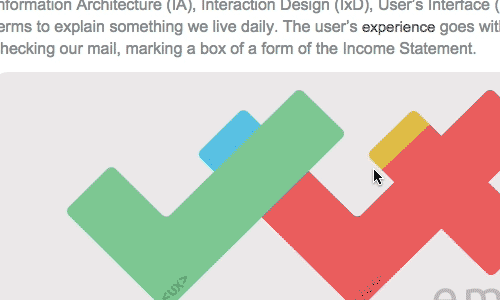 nformation Architecture (IA), Interaction Design (IxD), User's Interface (
erms to explain something we live daily. The user's experience goes wit
hecking our mail, marking a box of a form of the Income Statement.
<UX>
em